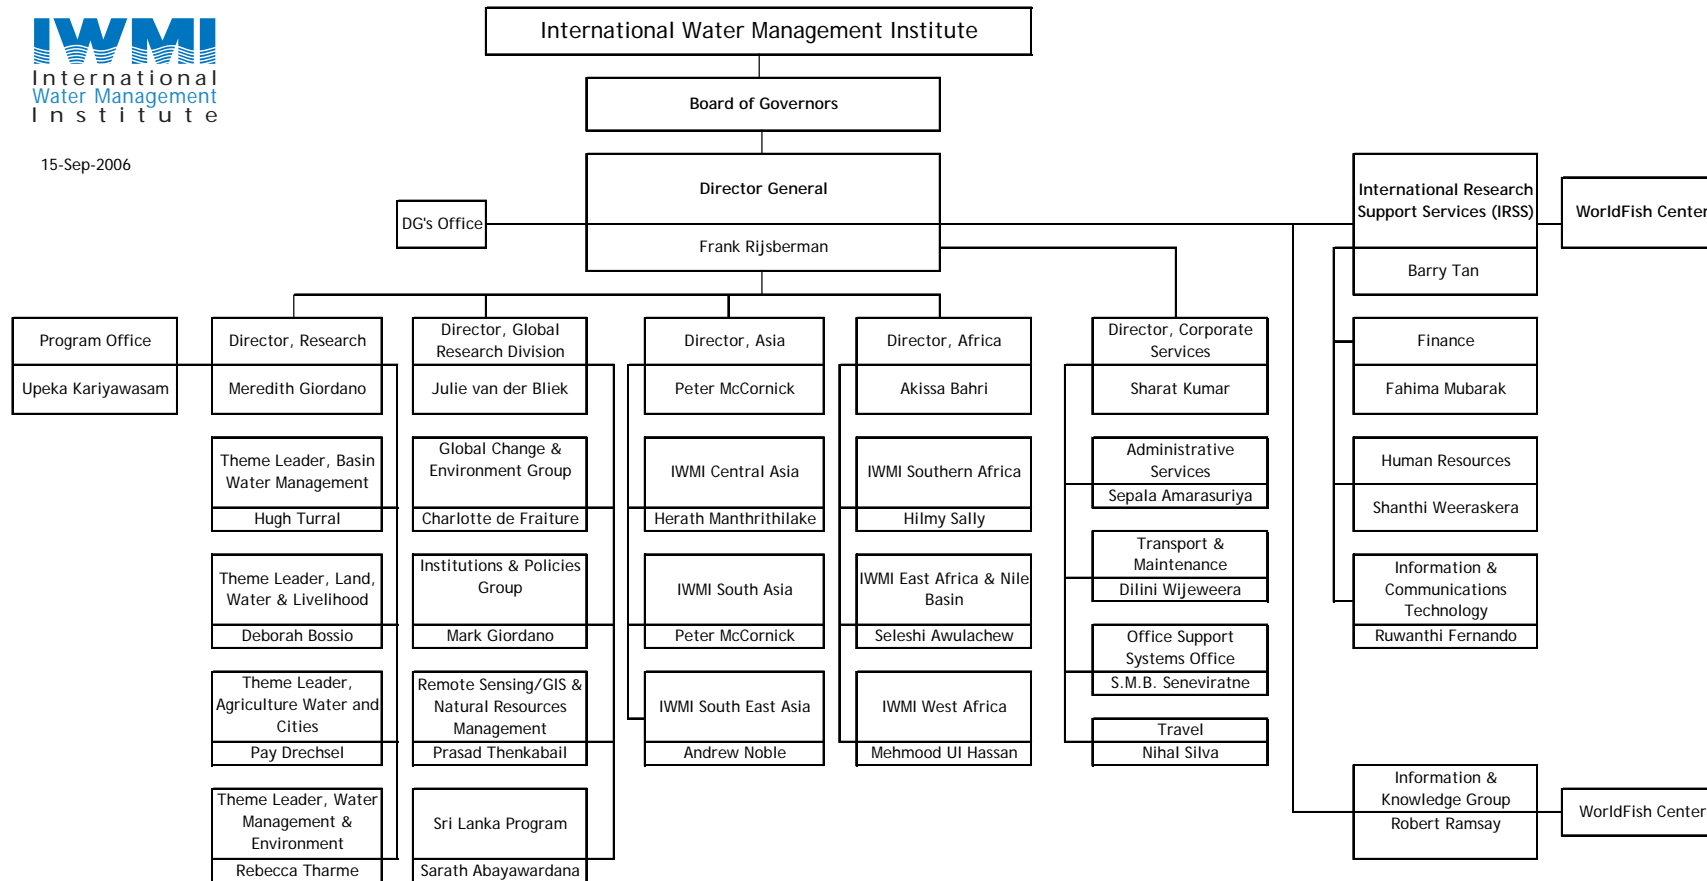 IWMI
International
Water Management
Institute
15-Sep-2006
International Water Management Institute
Board of Governors
Director General
Frank Rijsberman
DG's Office
International Research
Support Services (IRSS)
Barry Tan
WorldFish Center
Program Office
Upeka Kariyawasam
Director, Research
Meredith Giordano
Director, Global
Research Division
Julie van der Bliek
Director, Asia
Peter McCornick
Director, Africa
Akissa Bahri
Director, Corporate
Services
Sharat Kumar
Finance
Fahima Mubarak
Theme Leader, Basin
Water Management
Hugh Turral
Global Change &
Environment Group
Charlotte de Fraiture
IWMI Central Asia
Herath Manthrithilake
IWMI Southern Africa
Hilmy Sally
Administrative
Services
Sepala Amarasuriya
Human Resources
Shanthi Weeraskera
Theme Leader, Land,
Water & Livelihood
Deborah Bossio
Institutions & Policies
Group
Mark Giordano
IWMI South Asia
Peter McCornick
IWMI East Africa & Nile
Basin
Seleshi Awulachew
Transport &
Maintenance
Dilini Wijeweera
Information &
Communications
Technology
Ruwanthi Fernando
Office Support
Systems Office
S.M.B. Seneviratne
Theme Leader,
Agriculture Water and
Cities
Pay Drechsel
Remote Sensing/GIS &
Natural Resources
Management
Prasad Thenkabail
IWMI South East Asia
Andrew Noble
IWMI West Africa
Mehmood Ul Hassan
Travel
Nihal Silva
Theme Leader, Water
Management &
Environment
Rebecca Tharme
Sri Lanka Program
Sarath Abayawardana
Information &
Knowledge Group
Robert Ramsay
WorldFish Center